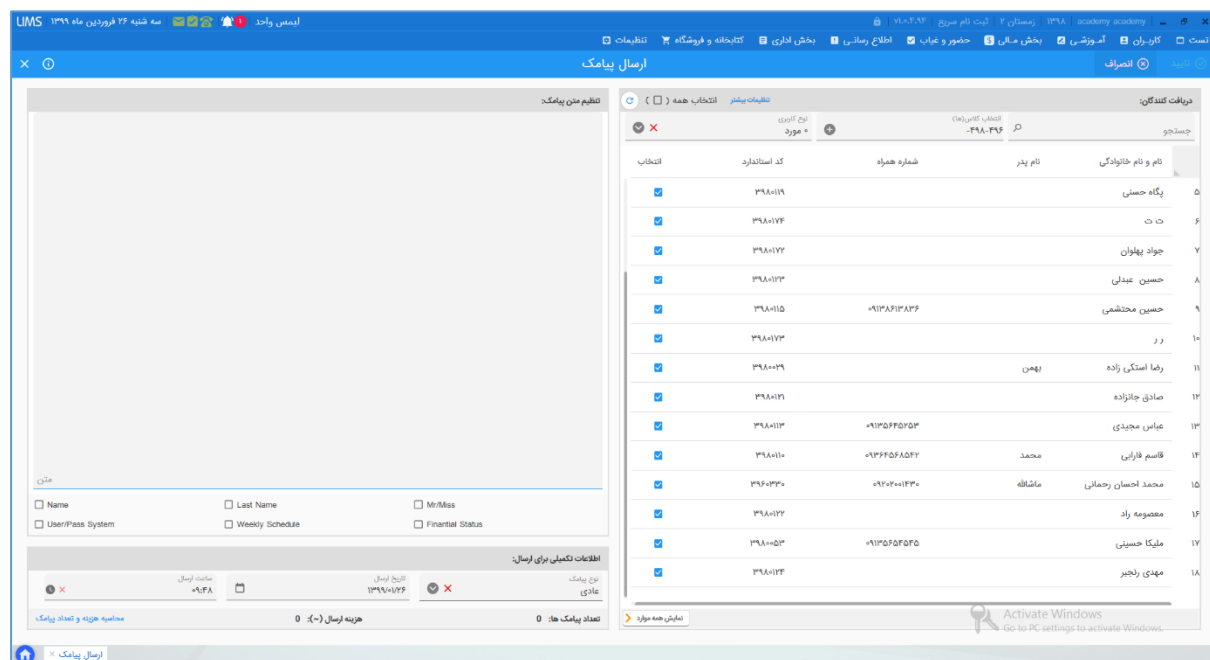 academy academy | ۱۳۹۸ | زمستان ۲ | ثبت نام سریع | v1.0.4.94
لیمس واحد ۱ سه شنبه ۲۶ فروردین ماه ۱۳۹۹ | UMS
تست کاربران آموزشی بخش مالی حضور و غیاب اطلاع رسانی بخش اداری کتابخانه و فروشگاه تنظیمات
تایید انصراف ارسال پیامک
دریافت کنندگان: تنظیمات بیشتر انتخاب همه ( )
جستجو
انتخاب کلاس(ها)
۴۹۶-۴۹۸-
نوع کاربری
۰ مورد
نام و نام خانوادگی نام پدر شماره همراه کد استاندارد انتخاب
۵ پگاه حسنی ۳۹۸۰۱۱۹
۶ ت ت ۳۹۸۰۱۷۴
۷ جواد پهلوان ۳۹۸۰۱۷۲
۸ حسین عبدلی ۳۹۸۰۱۲۳
۹ حسین محتشمی ۰۹۱۳۸۶۱۳۸۳۶ ۳۹۸۰۱۱۵
۱۰ ر ر ۳۹۸۰۱۷۳
۱۱ رضا استکی زاده بهمن ۳۹۸۰۰۲۹
۱۲ صادق جانزاده ۳۹۸۰۱۲۱
۱۳ عباس مجیدی ۰۹۱۳۵۶۴۵۲۵۳ ۳۹۸۰۱۱۳
۱۴ قاسم فارابی محمد ۰۹۳۶۴۵۶۸۵۴۲ ۳۹۸۰۱۱۰
۱۵ محمد احسان رحمانی ماشالله ۰۹۲۰۲۰۰۱۴۳۰ ۳۹۶۰۳۳۰
۱۶ معصومه راد ۳۹۸۰۱۲۲
۱۷ ملیکا حسینی ۰۹۱۳۵۶۵۴۵۴۵ ۳۹۸۰۰۵۳
۱۸ مهدی رنجبر ۳۹۸۰۱۲۴
نمایش همه موارد
تنظیم متن پیامک:
متن
Name Last Name Mr/Miss
User/Pass System Weekly Schedule Finantial Status
اطلاعات تکمیلی برای ارسال:
نوع پیامک
عادی
تاریخ ارسال
۱۳۹۹/۰۱/۲۶
ساعت ارسال
۰۹:۴۸
تعداد پیامک ها: 0 هزینه ارسال (~): 0 محاسبه هزینه و تعداد پیامک
Activate Windows
Go to PC settings to activate Windows.
ارسال پیامک ×